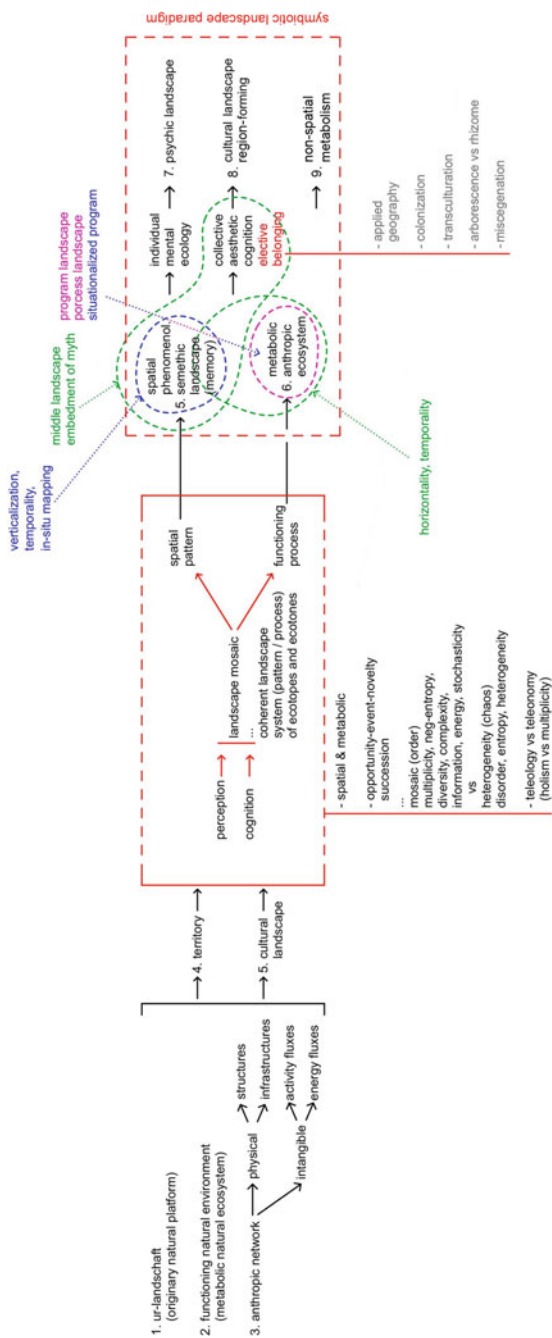 1. ur-landschaft
(originary natural platform)
2. functioning natural environment
(metabolic natural ecosystem)
3. anthropic network
physical
intangible
structures
infrastructures
activity fluxes
energy fluxes
4. territory
5. cultural
landscape
perception
cognition
landscape mosaic
...
coherent landscape
system (pattern / process)
of ecotopes and ecotones
spatial
pattern
functioning
process
- spatial & metabolic
- opportunity-event-novelty
succession
...
mosaic (order)
multiplicity, neg-entropy,
diversity, complexity,
information, energy, stochasticity
vs
heterogeneity (chaos)
disorder, entropy, heterogeneity
- teleology vs teleonomy
(holism vs multiplicity)
verticalization,
temporality,
in-situ mapping
middle landscape
embedment of myth
program landscape
porcess landscape
situationalized program
spatial
phenomenol.
5. semethic
landscape
(memory)
metabolic
6. anthropic
ecosystem
horizontality, temporality
individual
mental
ecology
7. psychic landscape
collective
aesthetic
cognition
elective
belonging
8. cultural landscape
region-forming
9. non-spatial
metabolism
symbiotic landscape paradigm
- applied
geography
- colonization
- transculturation
- arborescence vs rhizome
- miscegenation